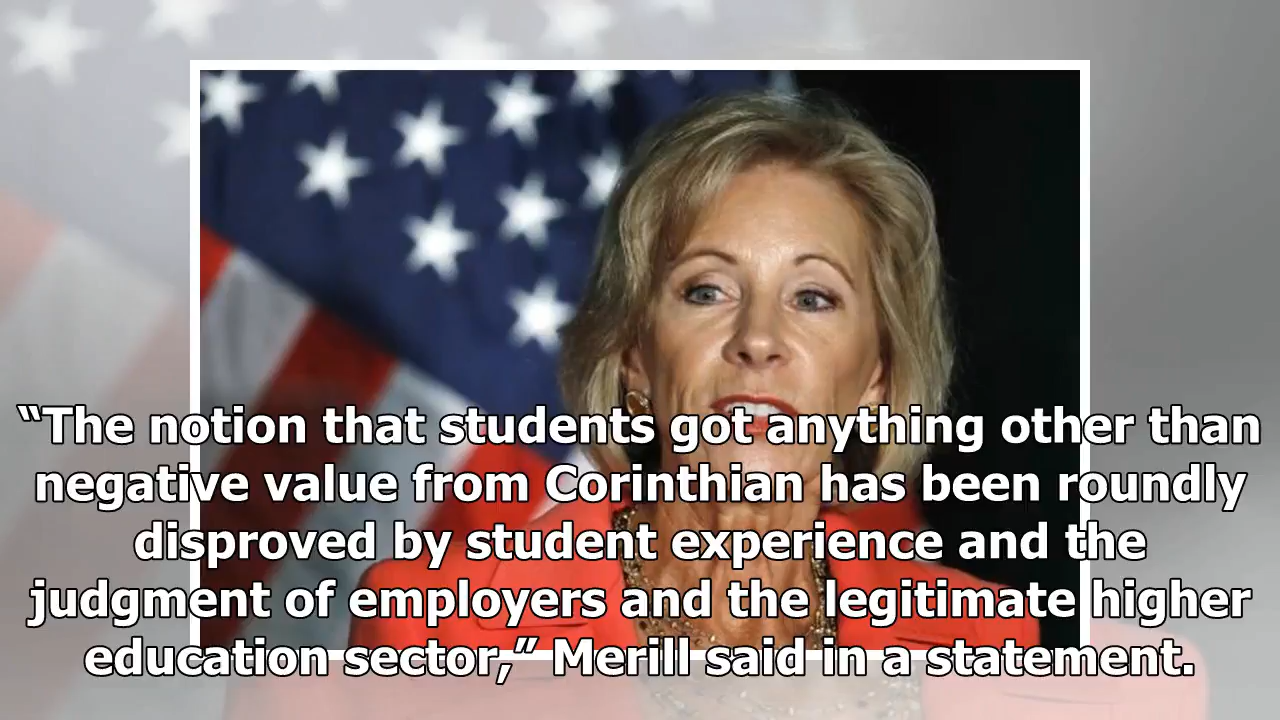 “The notion that students got anything other than
negative value from Corinthian has been roundly
disproved by student experience and the
judgment of employers and the legitimate higher
education sector,” Merill said in a statement.